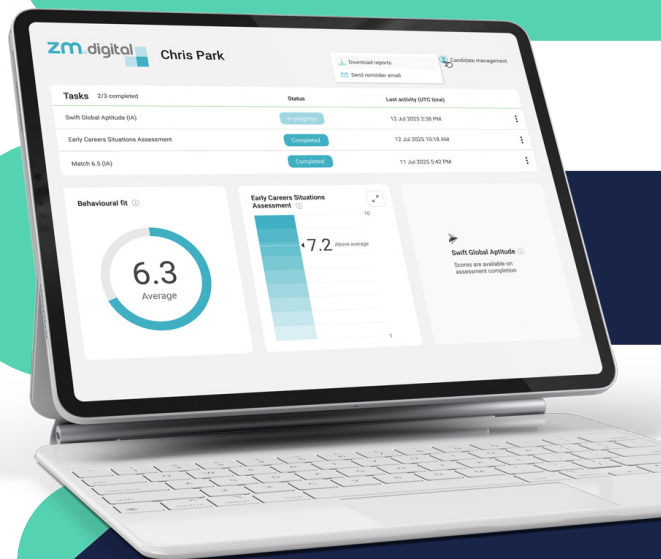 zm.digital
Chris Park
Download reports
Send reminder email
Candidate management
Tasks 2/3 completed
Status
Last activity (UTC time)
Swift Global Aptitude (IA)
In progress
12 Jul 2025 2:38 PM
Early Careers Situations Assessment
Completed
12 Jul 2025 10:18 AM
Match 6.5 (IA)
Completed
11 Jul 2025 5:42 PM
Behavioural fit
6.3
Average
Early Careers Situations
Assessment
10
7.2 Above average
1
Swift Global Aptitude
Scores are available on
assessment completion